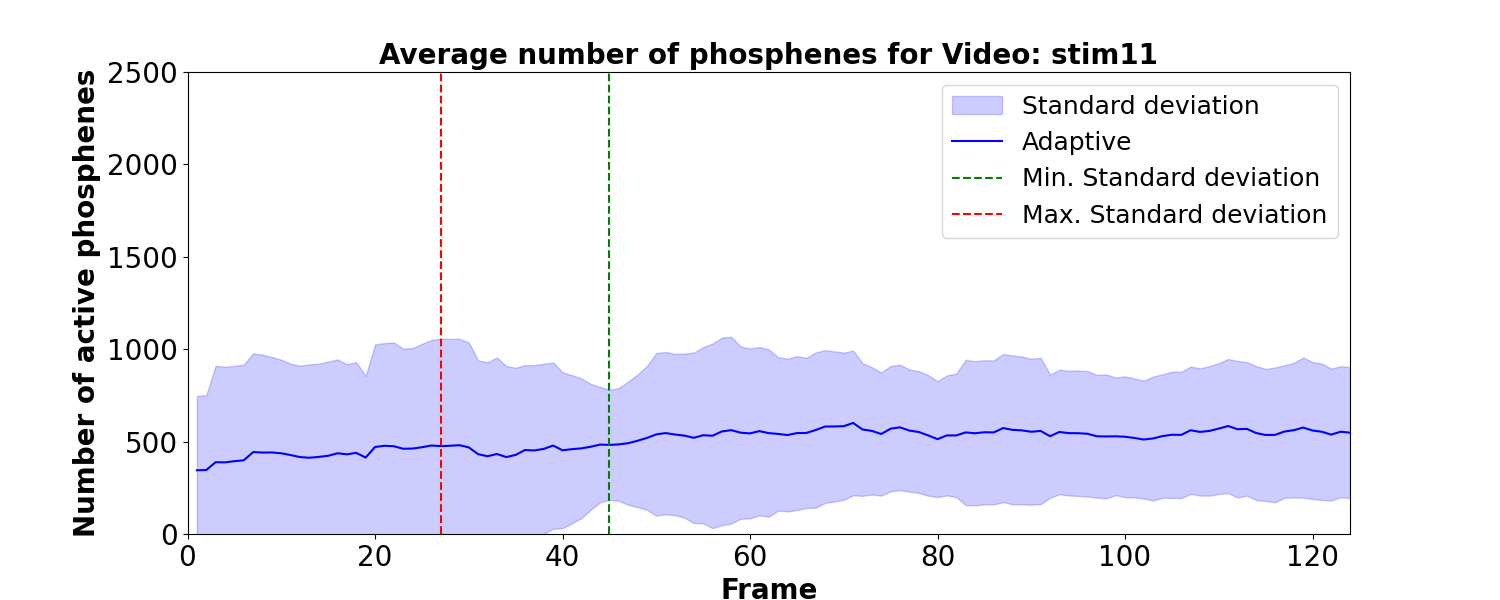 Average number of phosphenes for Video: stim11
Number of active phosphenes
2500
2000
1500
1000
500
0
Standard deviation
Adaptive
Min. Standard deviation
Max. Standard deviation
0 20 40 60 80 100 120
Frame